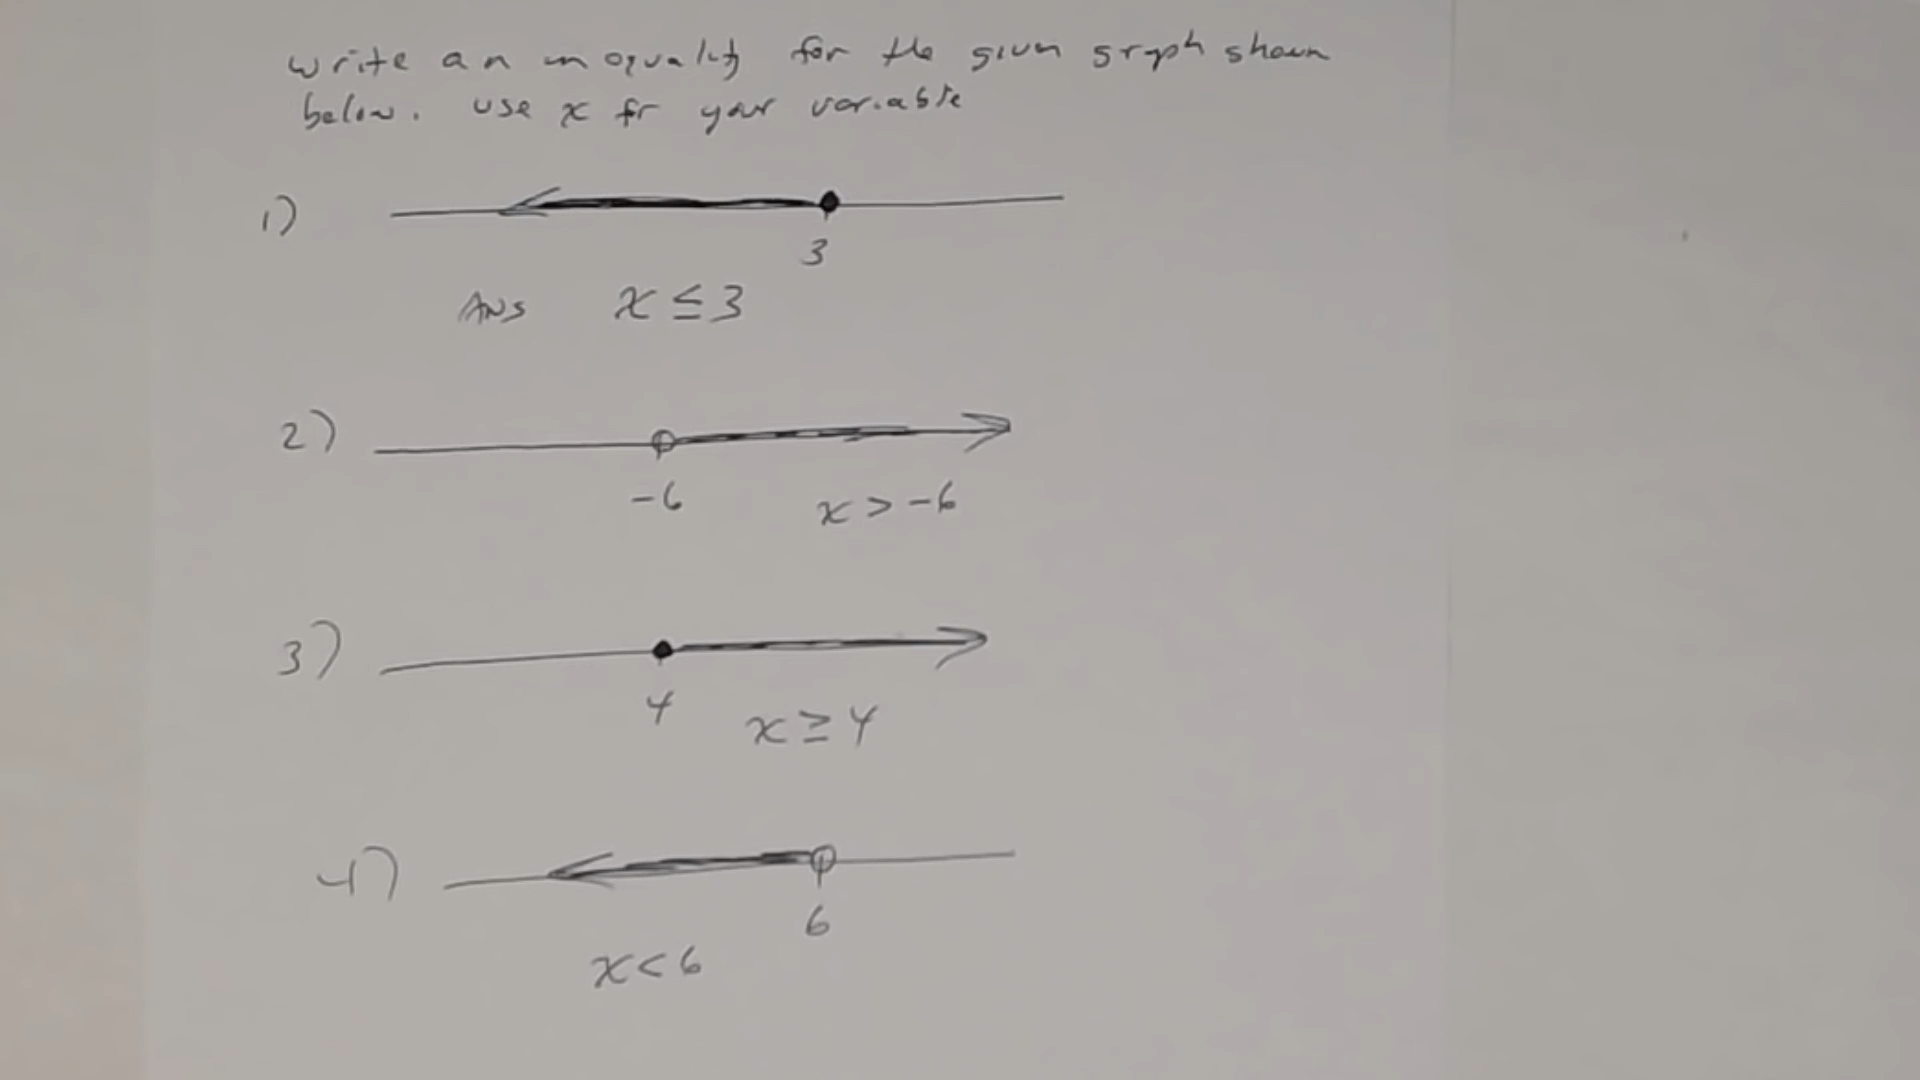 write an inequality for the given graph shown
below. use x for your variable
1)
3
Ans x ≤ 3
2)
-6
x > -6
3)
4
x ≥ 4
4)
6
x < 6